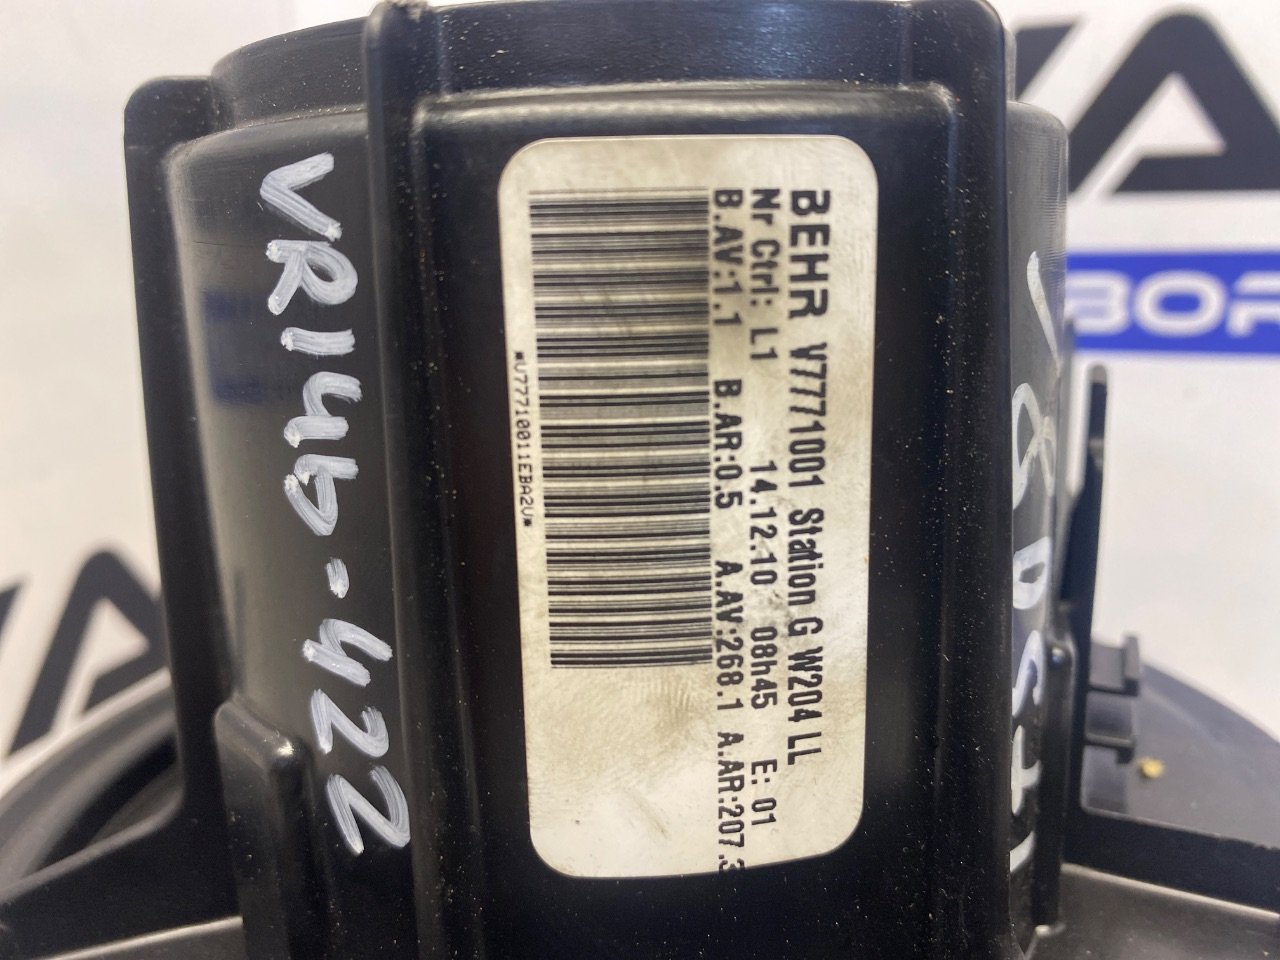 BEHR V7771001 Station G W204 LL
Nr Ctrl: L1 14.12.10 08h45 E: 01
B.AV:1.1 B.AR:0.5 A.AV:268.1 A.AR:207.3
*V77710011EBA2V*
VR146-422